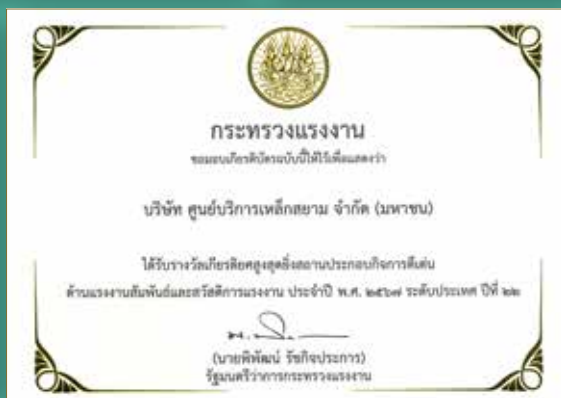 กระทรวงแรงงาน
ขอมอบเกียรติบัตรฉบับนี้ให้ไว้เพื่อแสดงว่า
บริษัท ศูนย์บริการเหล็กสยาม จำกัด (มหาชน)
ได้รับรางวัลเกียรติยศสูงสุดยิ่งสถานประกอบกิจการดีเด่น
ด้านแรงงานสัมพันธ์และสวัสดิการแรงงาน ประจำปี พ.ศ. ๒๕๖๗ ระดับประเทศ ปีที่ ๒๒
(นายพิพัฒน์ รัชกิจประการ)
รัฐมนตรีว่าการกระทรวงแรงงาน